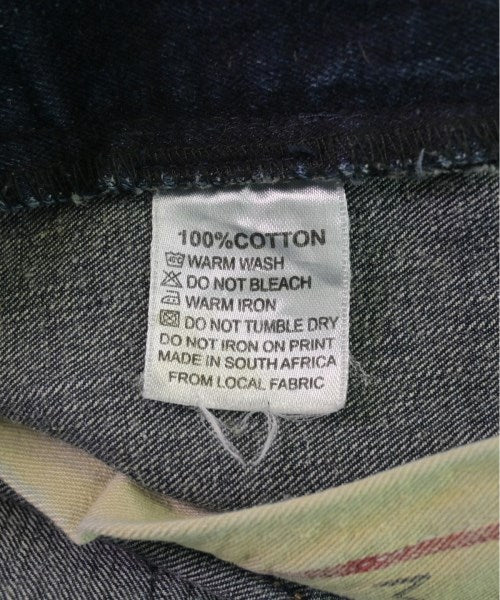 100%COTTON
WARM WASH
DO NOT BLEACH
WARM IRON
DO NOT TUMBLE DRY
DO NOT IRON ON PRINT
MADE IN SOUTH AFRICA
FROM LOCAL FABRIC